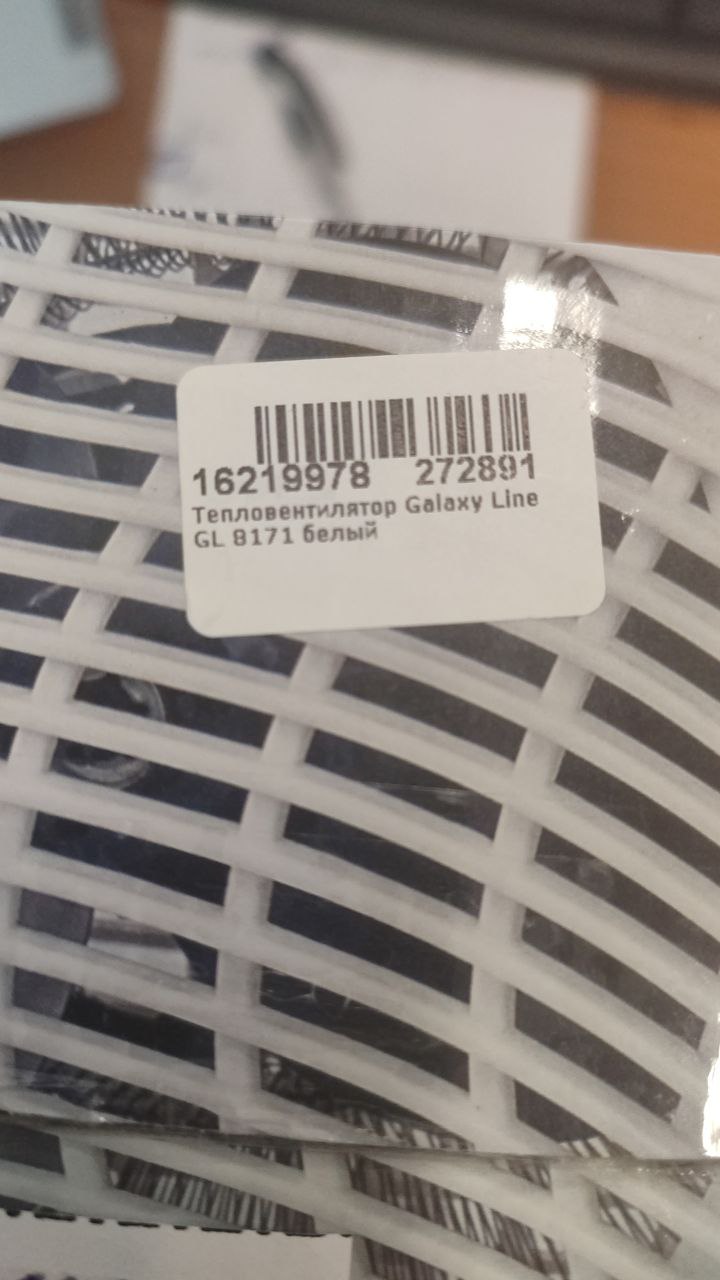 16219978 272891
Тепловентилятор Galaxy Line
GL 8171 белый